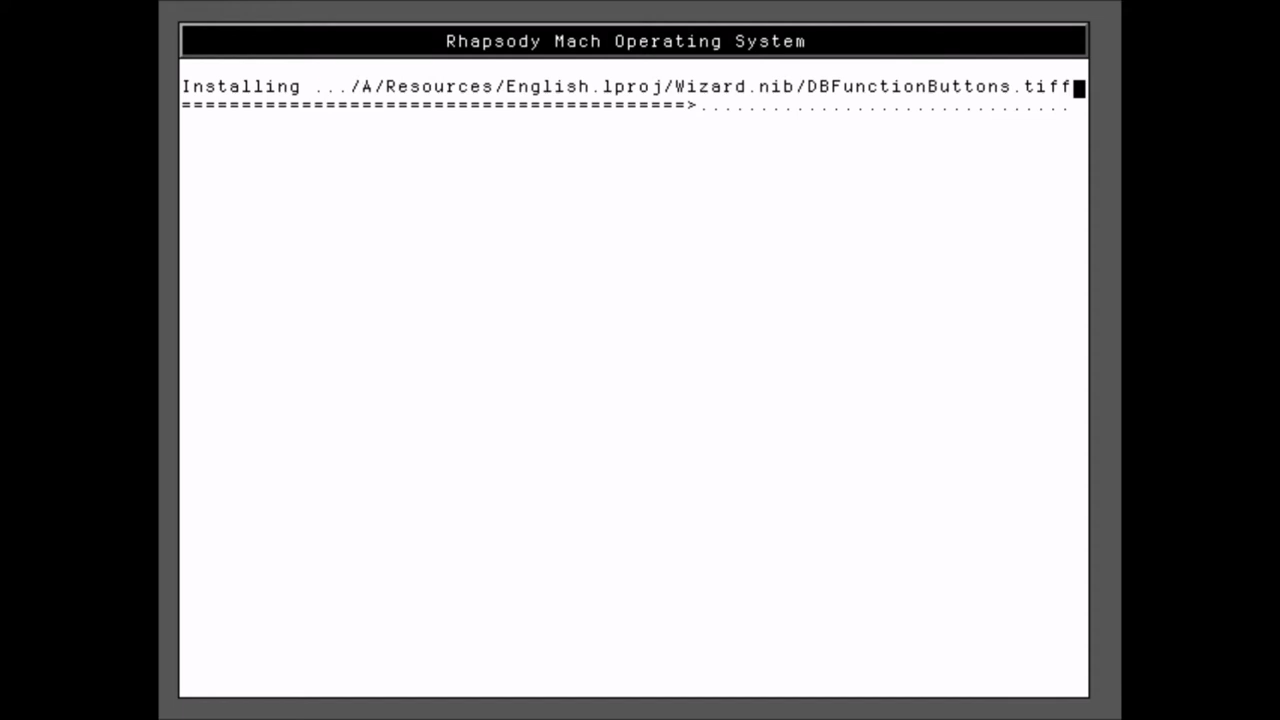 Rhapsody Mach Operating System
Installing .../A/Resources/English.lproj/Wizard.nib/DBFunctionButtons.tiff
===========================================>...............................